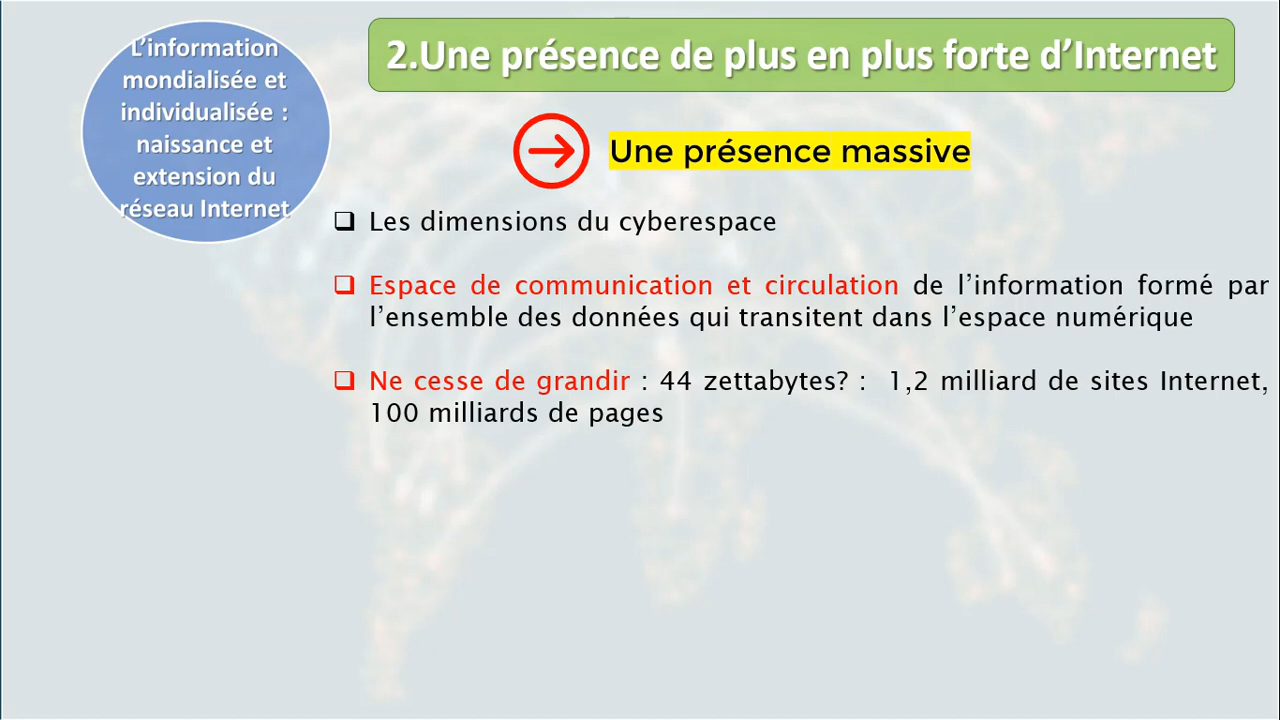 L’information
mondialisée et
individualisée :
naissance et
extension du
réseau Internet
2.Une présence de plus en plus forte d’Internet
Une présence massive
Les dimensions du cyberespace
Espace de communication et circulation de l’information formé par
l’ensemble des données qui transitent dans l’espace numérique
Ne cesse de grandir : 44 zettabytes? : 1,2 milliard de sites Internet,
100 milliards de pages